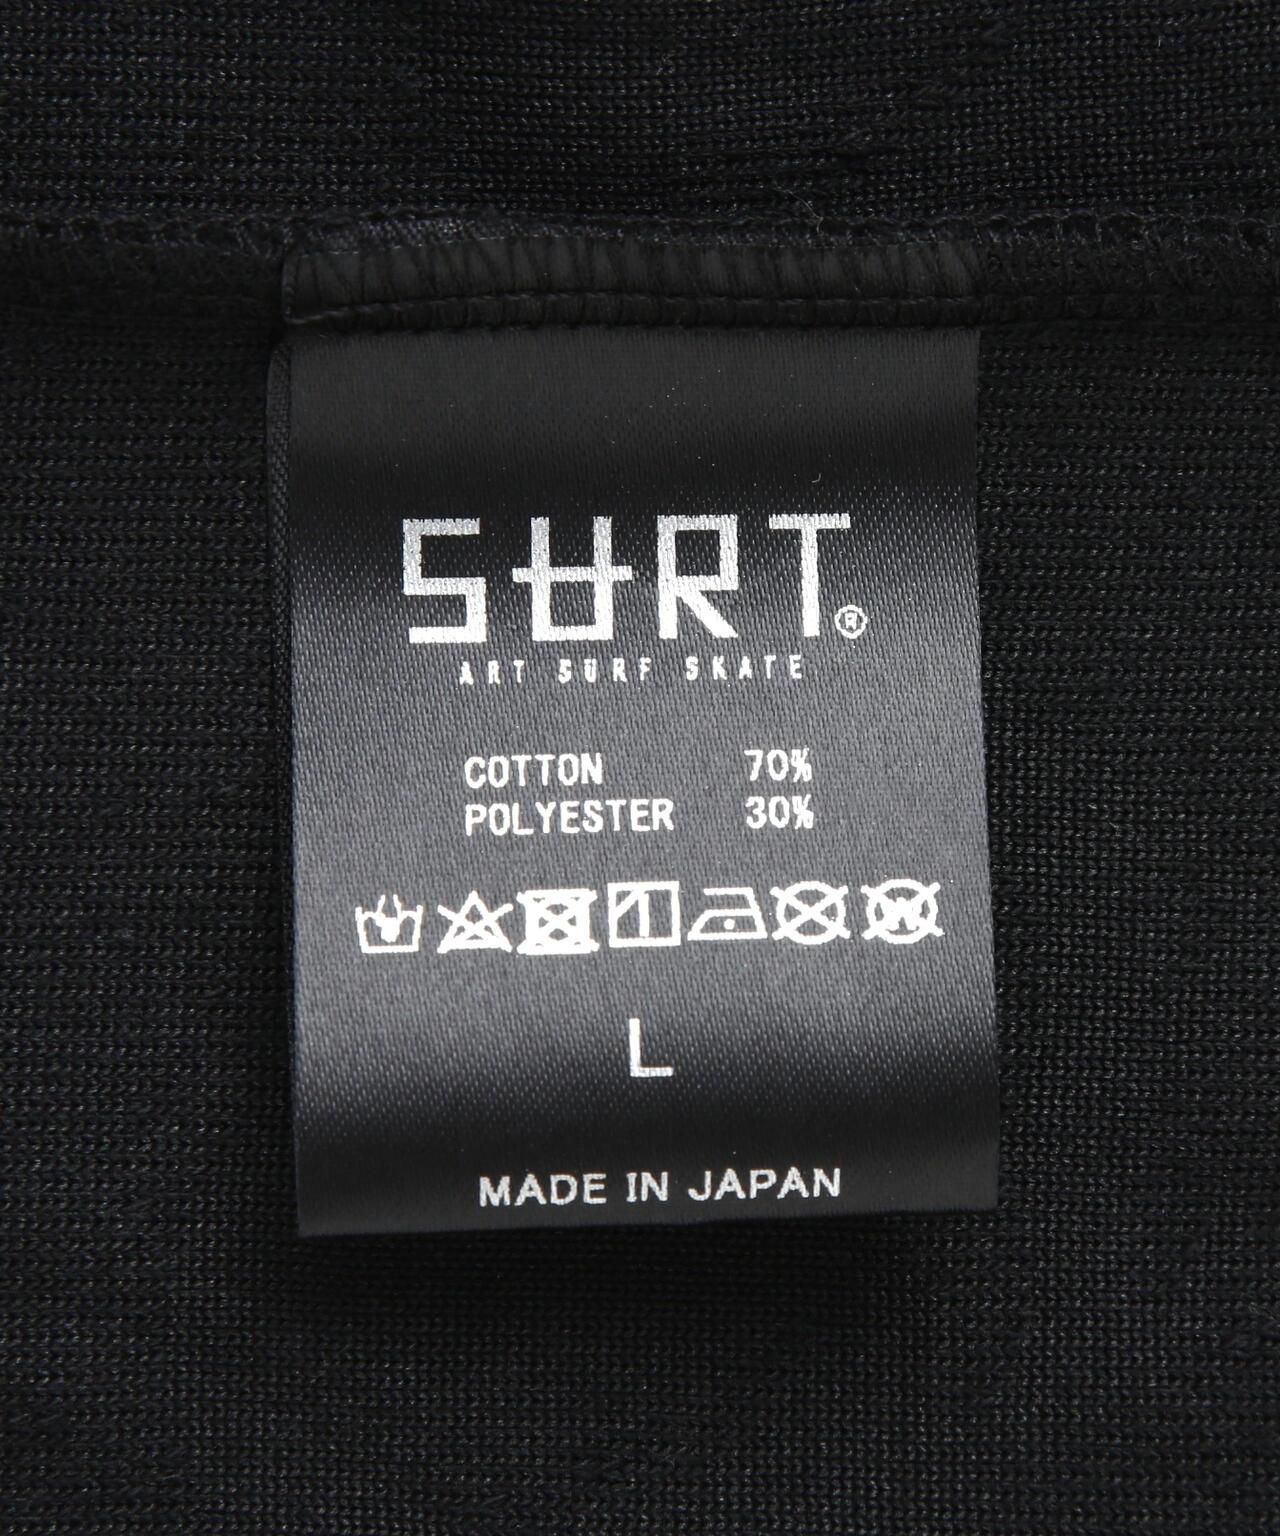 SURT®
ART SURF SKATE
COTTON 70%
POLYESTER 30%
W
L
MADE IN JAPAN